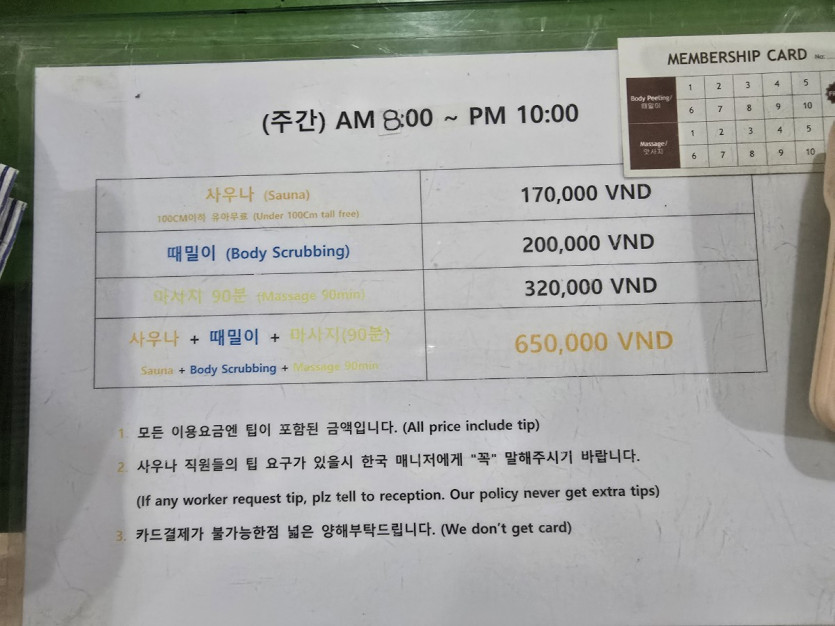 (주간) AM 8:00 ~ PM 10:00
MEMBERSHIP CARD No:
Body Peeling/ 1 2 3 4 5
때밀이 6 7 8 9 10
Massage/ 1 2 3 4 5
맛사지 6 7 8 9 10
사우나 (Sauna) 170,000 VND
100CM이하 유아무료 (Under 100Cm tall free)
때밀이 (Body Scrubbing) 200,000 VND
마사지 90분 (Massage 90min) 320,000 VND
사우나 + 때밀이 + 마사지(90분) 650,000 VND
Sauna + Body Scrubbing + Massage 90min
1. 모든 이용요금엔 팁이 포함된 금액입니다. (All price include tip)
2. 사우나 직원들의 팁 요구가 있을시 한국 매니저에게 "꼭" 말해주시기 바랍니다.
(If any worker request tip, plz tell to reception. Our policy never get extra tips)
3. 카드결제가 불가능한점 넓은 양해부탁드립니다. (We don't get card)